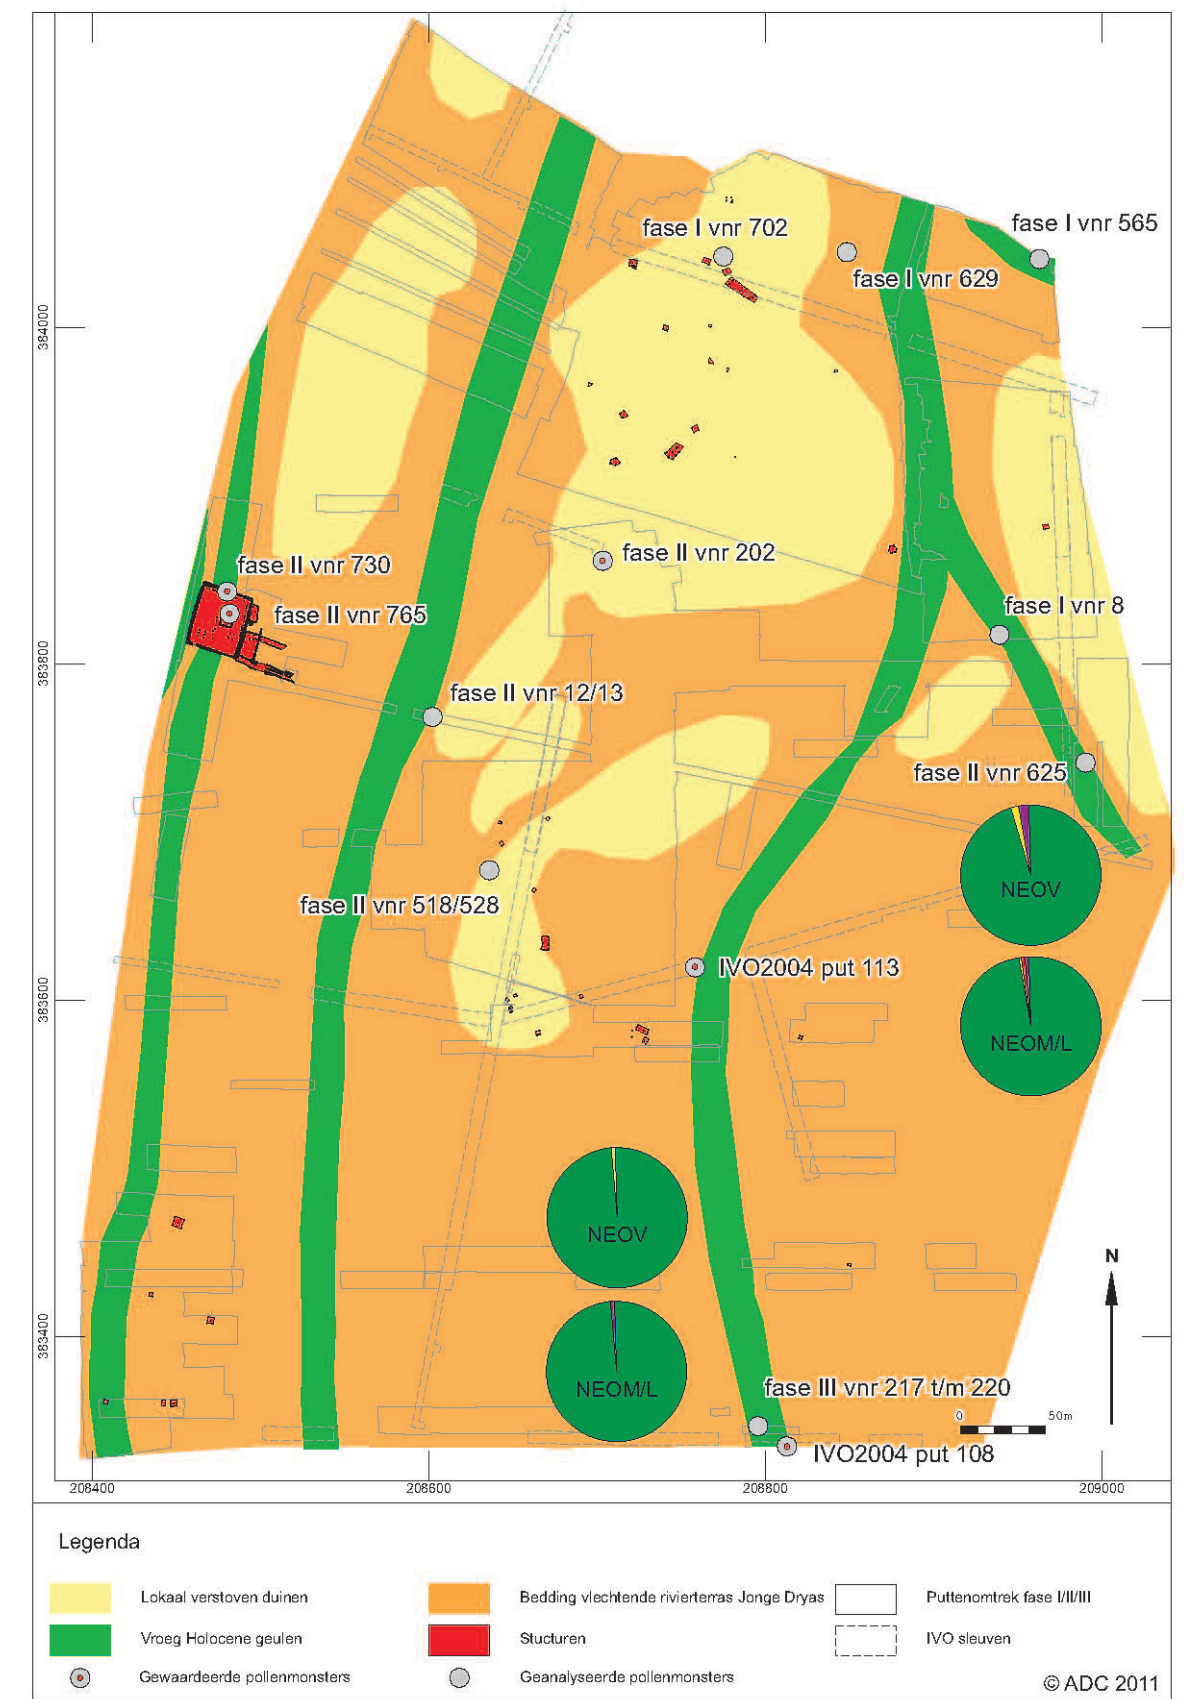 fase I vnr 702
fase I vnr 565
fase I vnr 629
384000
fase II vnr 202
fase II vnr 730
fase II vnr 765
fase I vnr 8
383800
fase II vnr 12/13
fase II vnr 625
NEOV
fase II vnr 518/528
IVO2004 put 113
383600
NEOM/L
NEOV
N
383400
NEOM/L
fase III vnr 217 t/m 220
0 50m
IVO2004 put 108
208400 208600 208800 209000
Legenda
Lokaal verstoven duinen
Bedding vlechtende rivierterras Jonge Dryas
Puttenomtrek fase I/II/III
Vroeg Holocene geulen
Stucturen
IVO sleuven
Gewaardeerde pollenmonsters
Geanalyseerde pollenmonsters
© ADC 2011